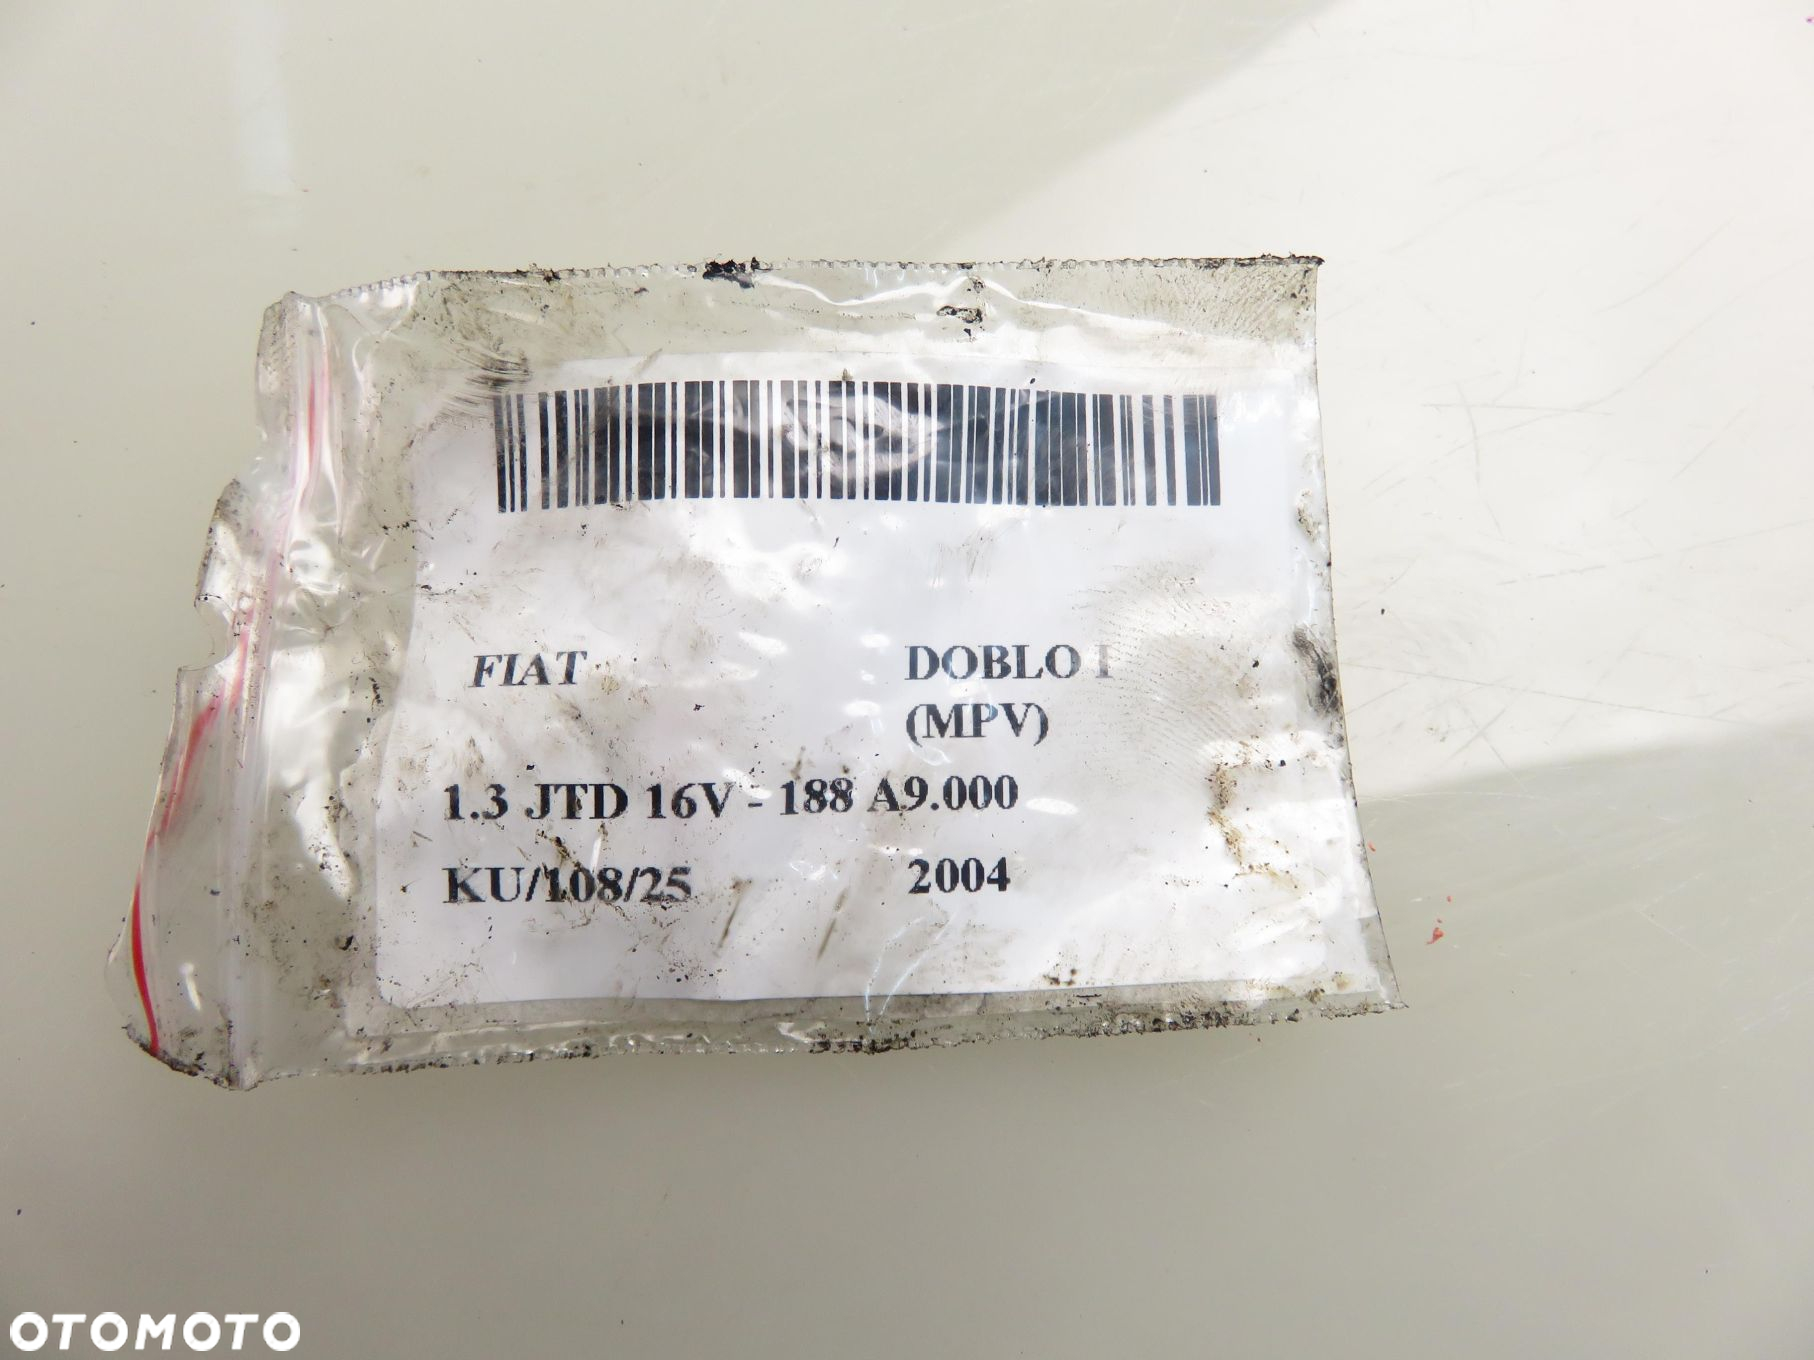 FIAT DOBLO I
(MPV)
1.3 JTD 16V - 188 A9.000
KU/108/25 2004
OTOMOTO